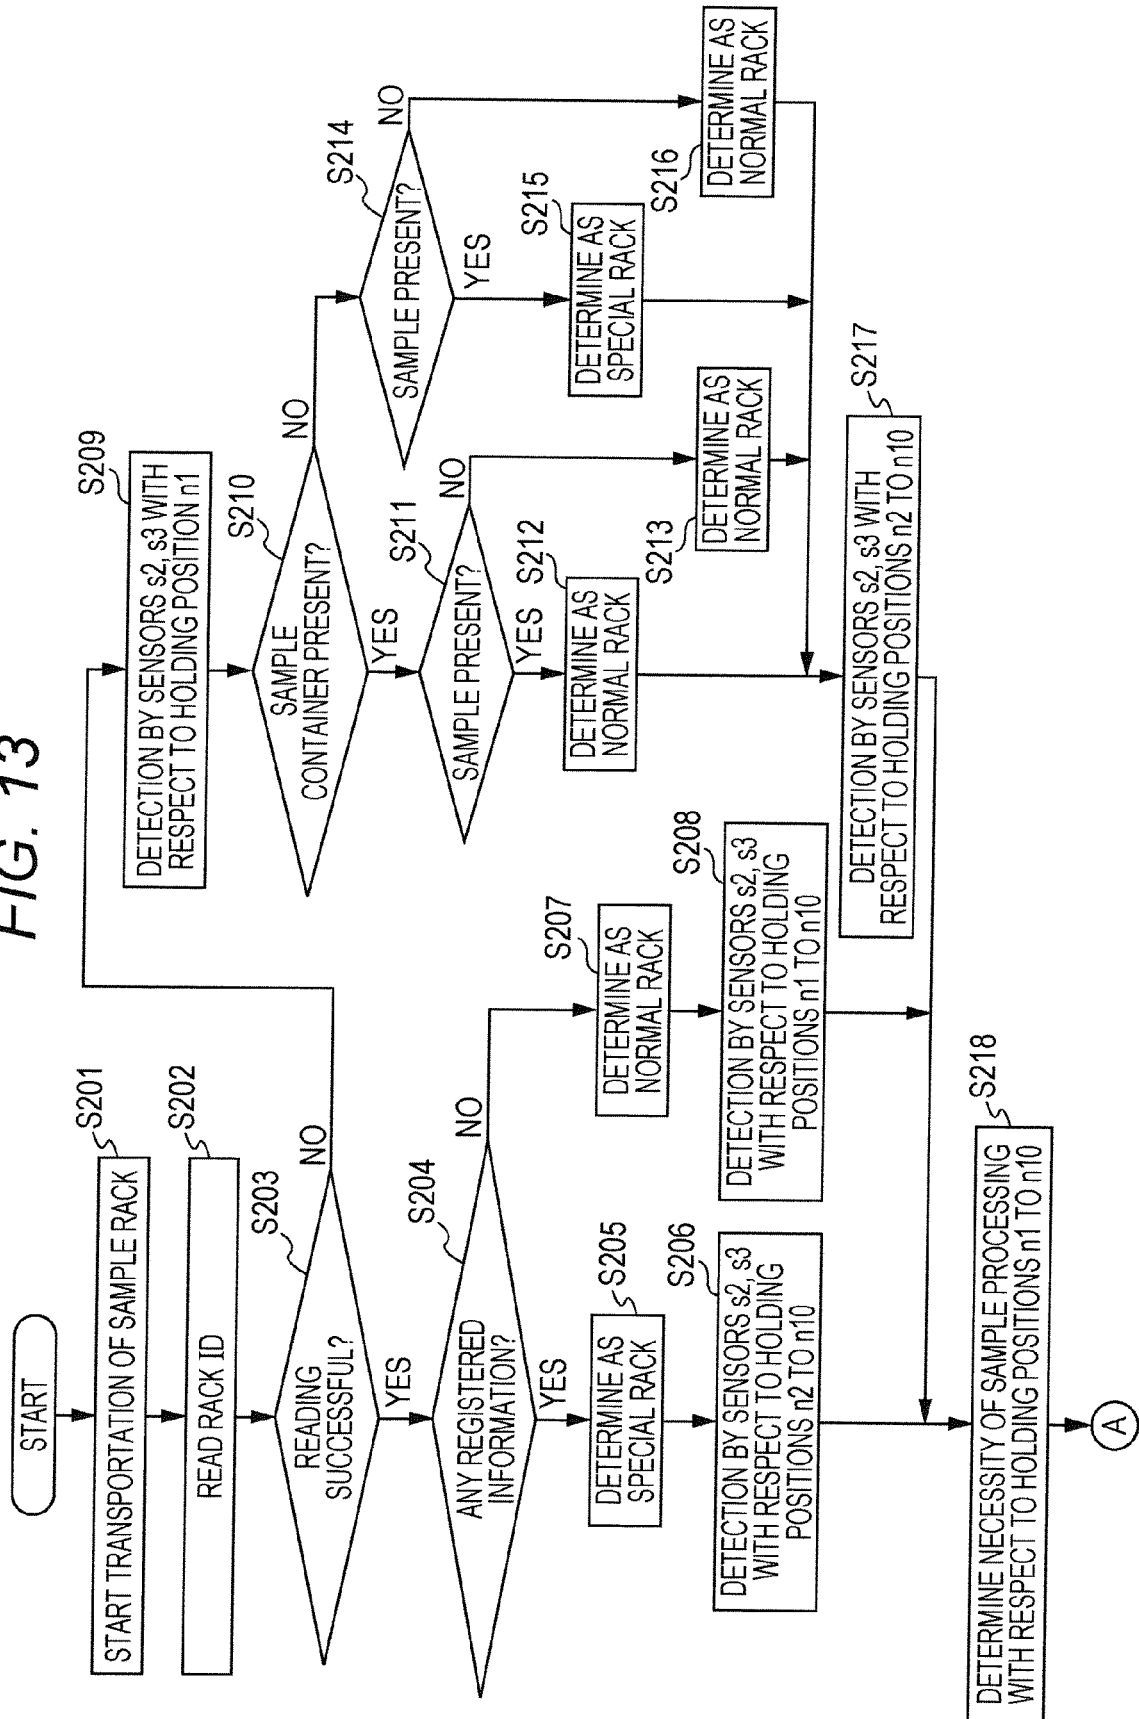 FIG. 13
START
START TRANSPORTATION OF SAMPLE RACK
S201
READ RACK ID
S202
READING
SUCCESSFUL?
S203
NO
YES
ANY REGISTERED
INFORMATION?
S204
NO
YES
DETERMINE AS
SPECIAL RACK
S205
DETECTION BY SENSORS s2, s3
WITH RESPECT TO HOLDING
POSITIONS n2 TO n10
S206
DETERMINE AS
NORMAL RACK
S207
DETECTION BY SENSORS s2, s3
WITH RESPECT TO HOLDING
POSITIONS n1 TO n10
S208
DETECTION BY SENSORS s2, s3 WITH
RESPECT TO HOLDING POSITION n1
S209
SAMPLE
CONTAINER PRESENT?
S210
NO
YES
SAMPLE PRESENT?
S211
NO
YES
DETERMINE AS
NORMAL RACK
S212
DETERMINE AS
NORMAL RACK
S213
SAMPLE PRESENT?
S214
NO
YES
DETERMINE AS
SPECIAL RACK
S215
DETERMINE AS
NORMAL RACK
S216
DETECTION BY SENSORS s2, s3 WITH
RESPECT TO HOLDING POSITIONS n2 TO n10
S217
DETERMINE NECESSITY OF SAMPLE PROCESSING
WITH RESPECT TO HOLDING POSITIONS n1 TO n10
S218
A